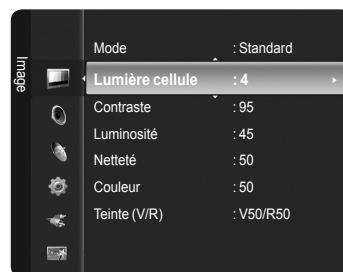 Image
Mode : Standard
Lumière cellule : 4
Contraste : 95
Luminosité : 45
Netteté : 50
Couleur : 50
Teinte (V/R) : V50/R50